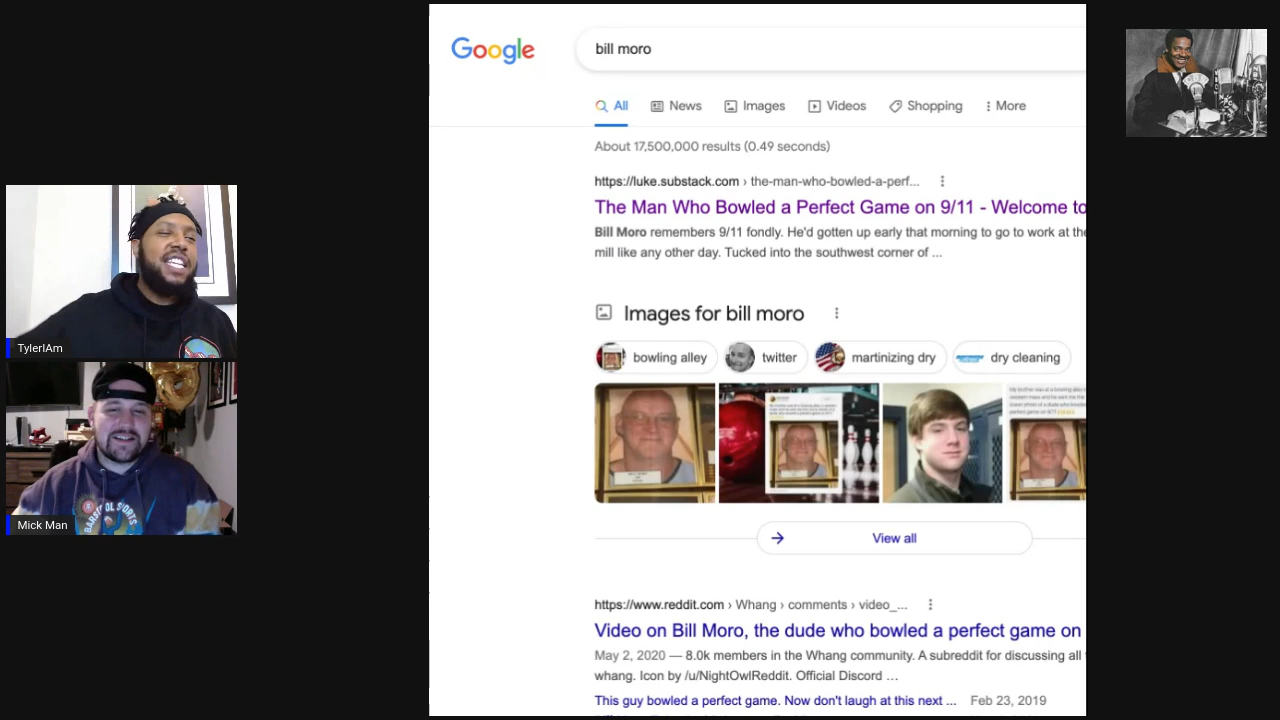 Google
bill moro
All
News
Images
Videos
Shopping
More
About 17,500,000 results (0.49 seconds)
https://luke.substack.com › the-man-who-bowled-a-perf...
The Man Who Bowled a Perfect Game on 9/11 - Welcome to
Bill Moro remembers 9/11 fondly. He'd gotten up early that morning to go to work at the
mill like any other day. Tucked into the southwest corner of ...
Images for bill moro
bowling alley
twitter
martinizing dry
dry cleaning
View all
https://www.reddit.com › Whang › comments › video_...
Video on Bill Moro, the dude who bowled a perfect game on
May 2, 2020 — 8.0k members in the Whang community. A subreddit for discussing all
whang. Icon by /u/NightOwlReddit. Official Discord ...
This guy bowled a perfect game. Now don't laugh at this next ... Feb 23, 2019
TylerIAm
Mick Man
BARSTOOL SPORTS